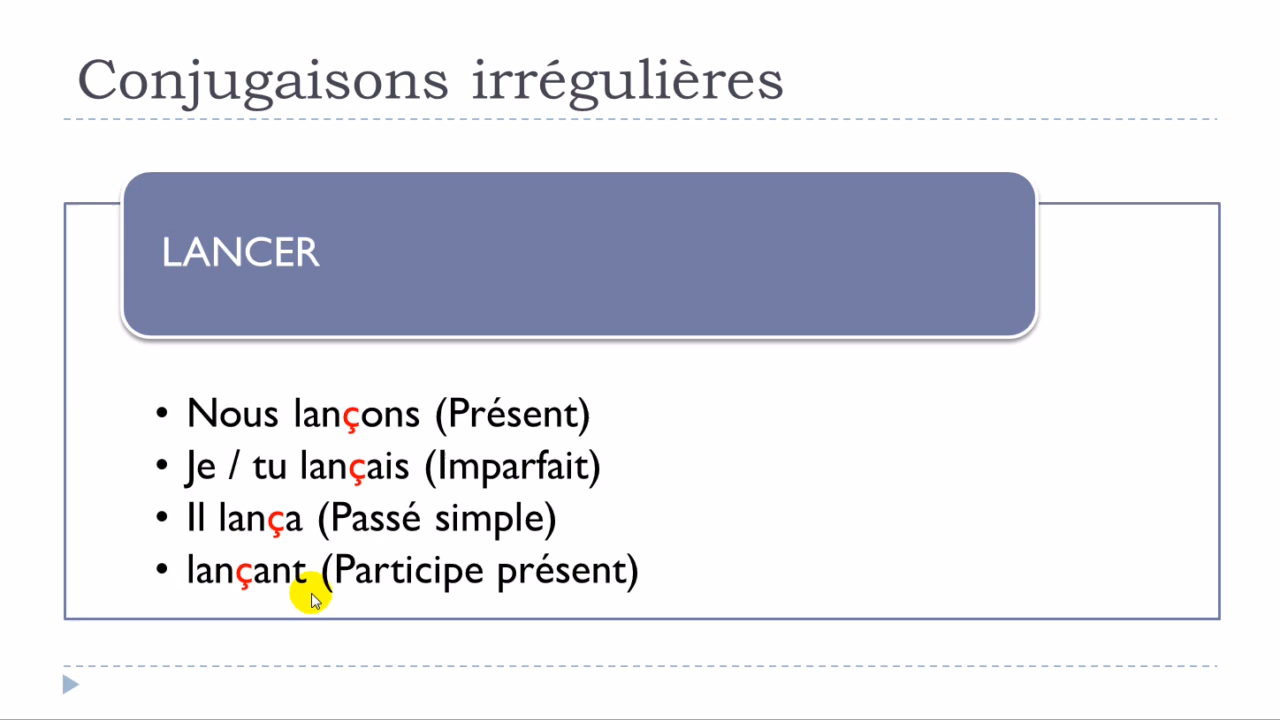 Conjugaisons irrégulières
LANCER
• Nous lançons (Présent)
• Je / tu lançais (Imparfait)
• Il lança (Passé simple)
• lançant (Participe présent)